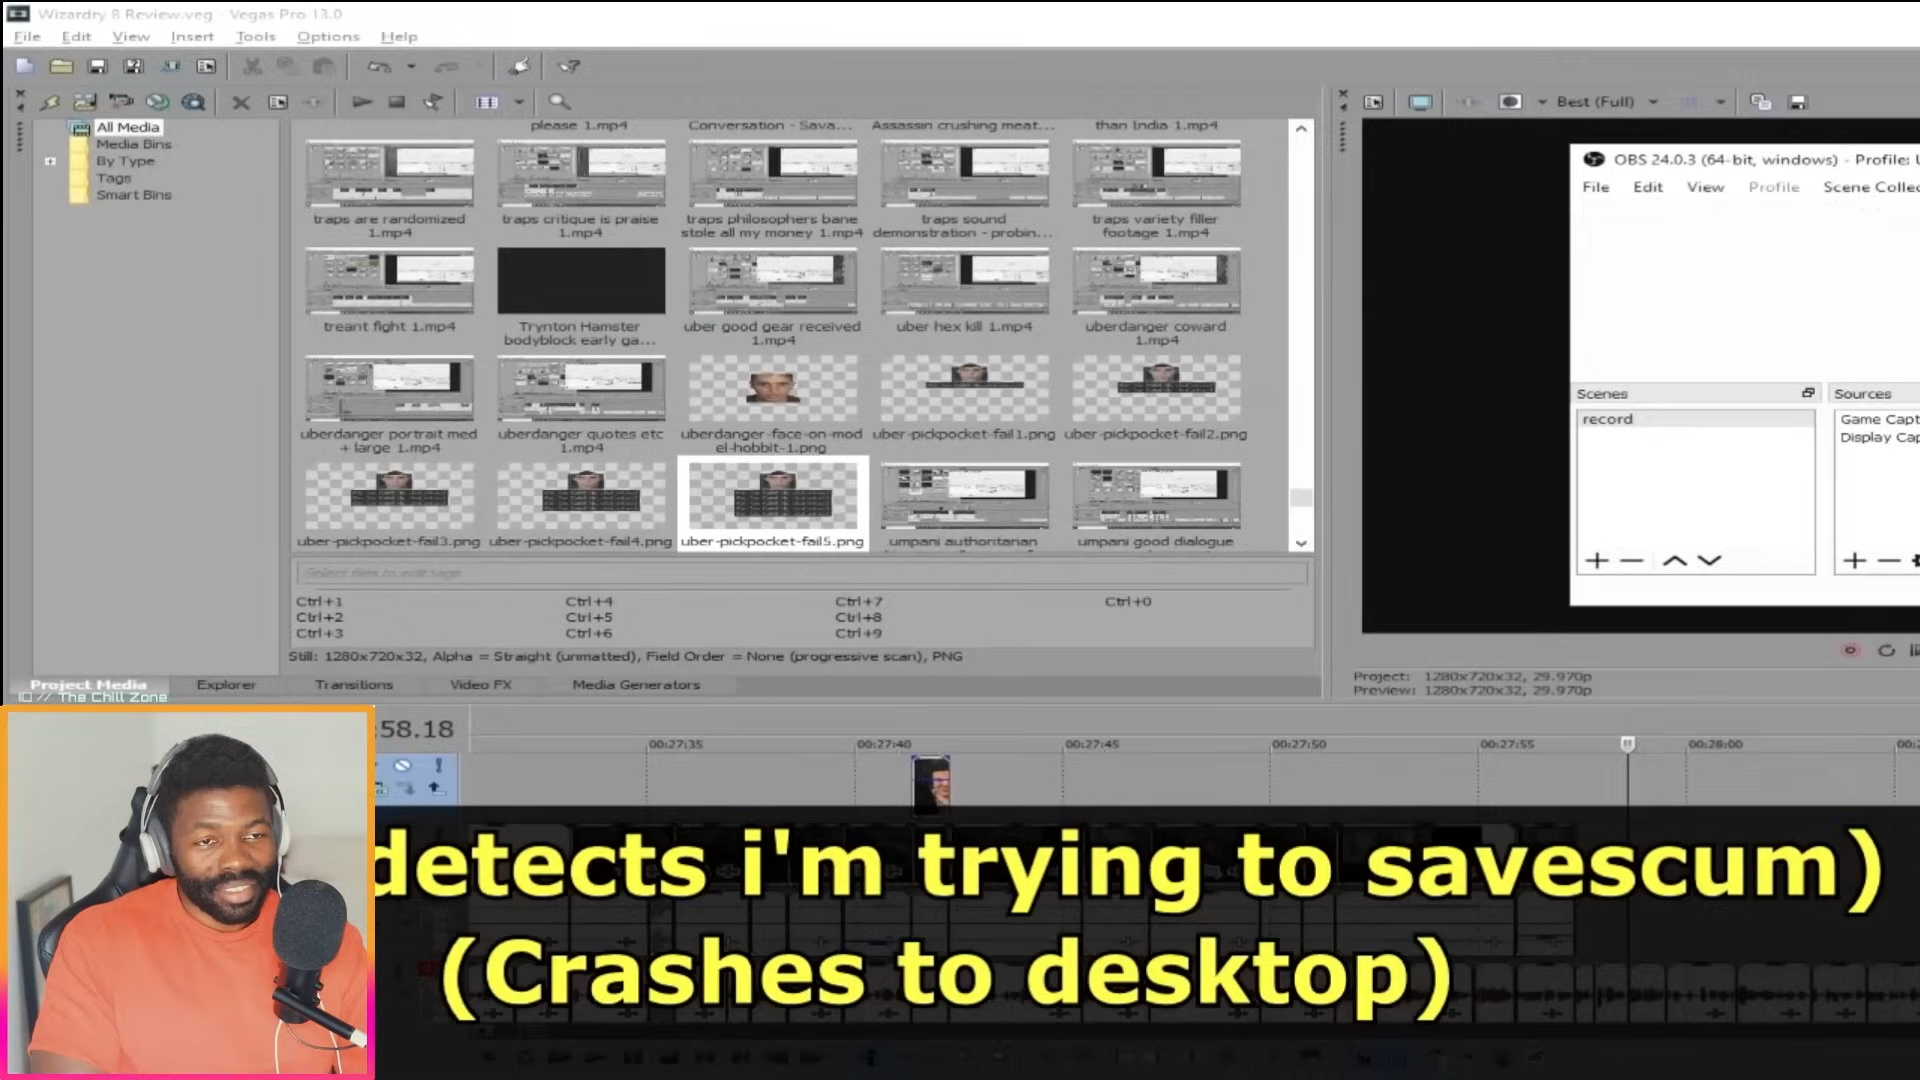 Wizardry 8 Review.veg - Vegas Pro 13.0
File Edit View Insert Tools Options Help
Best (Full)
All Media
Media Bins
By Type
Tags
Smart Bins
please 1.mp4
Conversation - Sava...
Assassin crushing meat...
than India 1.mp4
traps are randomized
1.mp4
traps critique is praise
1.mp4
traps philosophers bane
stole all my money 1.mp4
traps sound
demonstration - probin...
traps variety filler
footage 1.mp4
treant fight 1.mp4
Trynton Hamster
bodyblock early ga...
uber good gear received
1.mp4
uber hex kill 1.mp4
uberdanger coward
1.mp4
uberdanger portrait med
+ large 1.mp4
uberdanger quotes etc
1.mp4
uberdanger-face-on-mod
el-hobbit-1.png
uber-pickpocket-fail1.png
uber-pickpocket-fail2.png
uber-pickpocket-fail3.png
uber-pickpocket-fail4.png
uber-pickpocket-fail5.png
umpani authoritarian
umpani good dialogue
Select files to edit tags
Ctrl+1 Ctrl+4 Ctrl+7 Ctrl+0
Ctrl+2 Ctrl+5 Ctrl+8
Ctrl+3 Ctrl+6 Ctrl+9
Still: 1280x720x32, Alpha = Straight (unmatted), Field Order = None (progressive scan), PNG
Project Media Explorer Transitions Video FX Media Generators
// The Chill Zone
OBS 24.0.3 (64-bit, windows) - Profile:
File Edit View Profile Scene Collec
Scenes
record
Sources
Game Capt
Display Cap
Project: 1280x720x32, 29.970p
Preview: 1280x720x32, 29.970p
:58.18
00:27:35 00:27:40 00:27:45 00:27:50 00:27:55 00:28:00
detects i'm trying to savescum)
(Crashes to desktop)